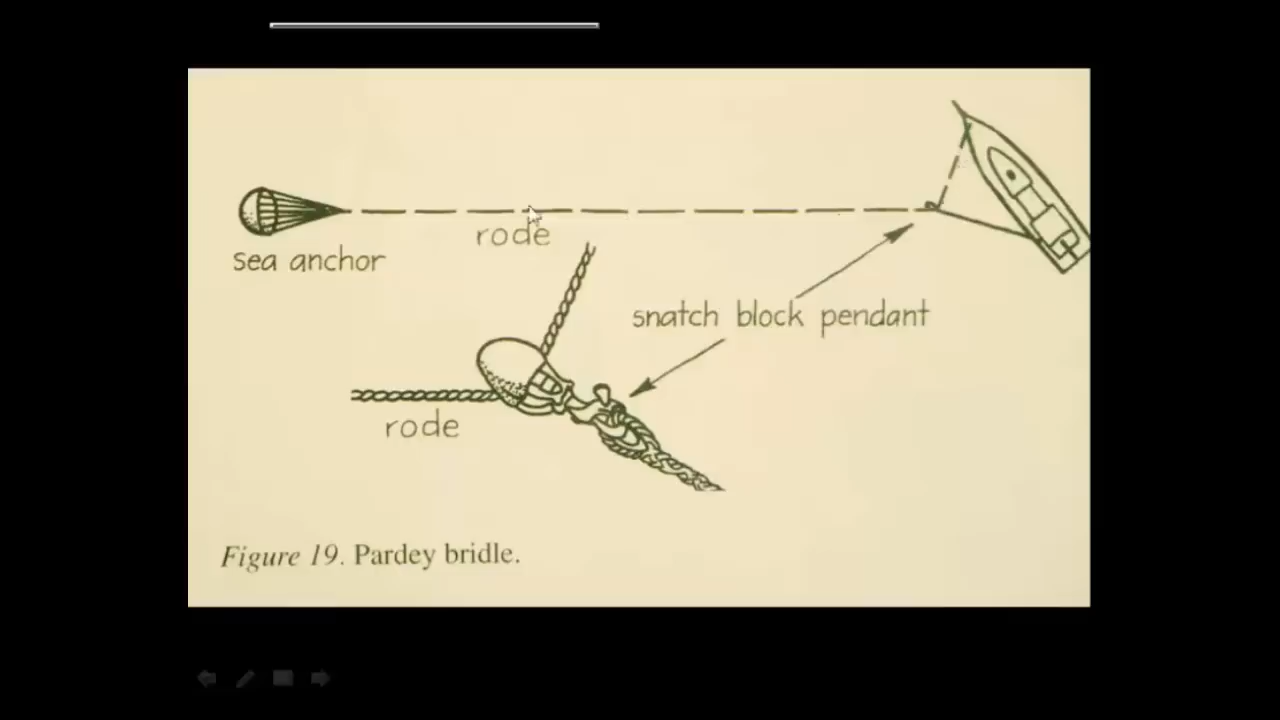 rode
sea anchor
snatch block pendant
rode
Figure 19. Pardey bridle.